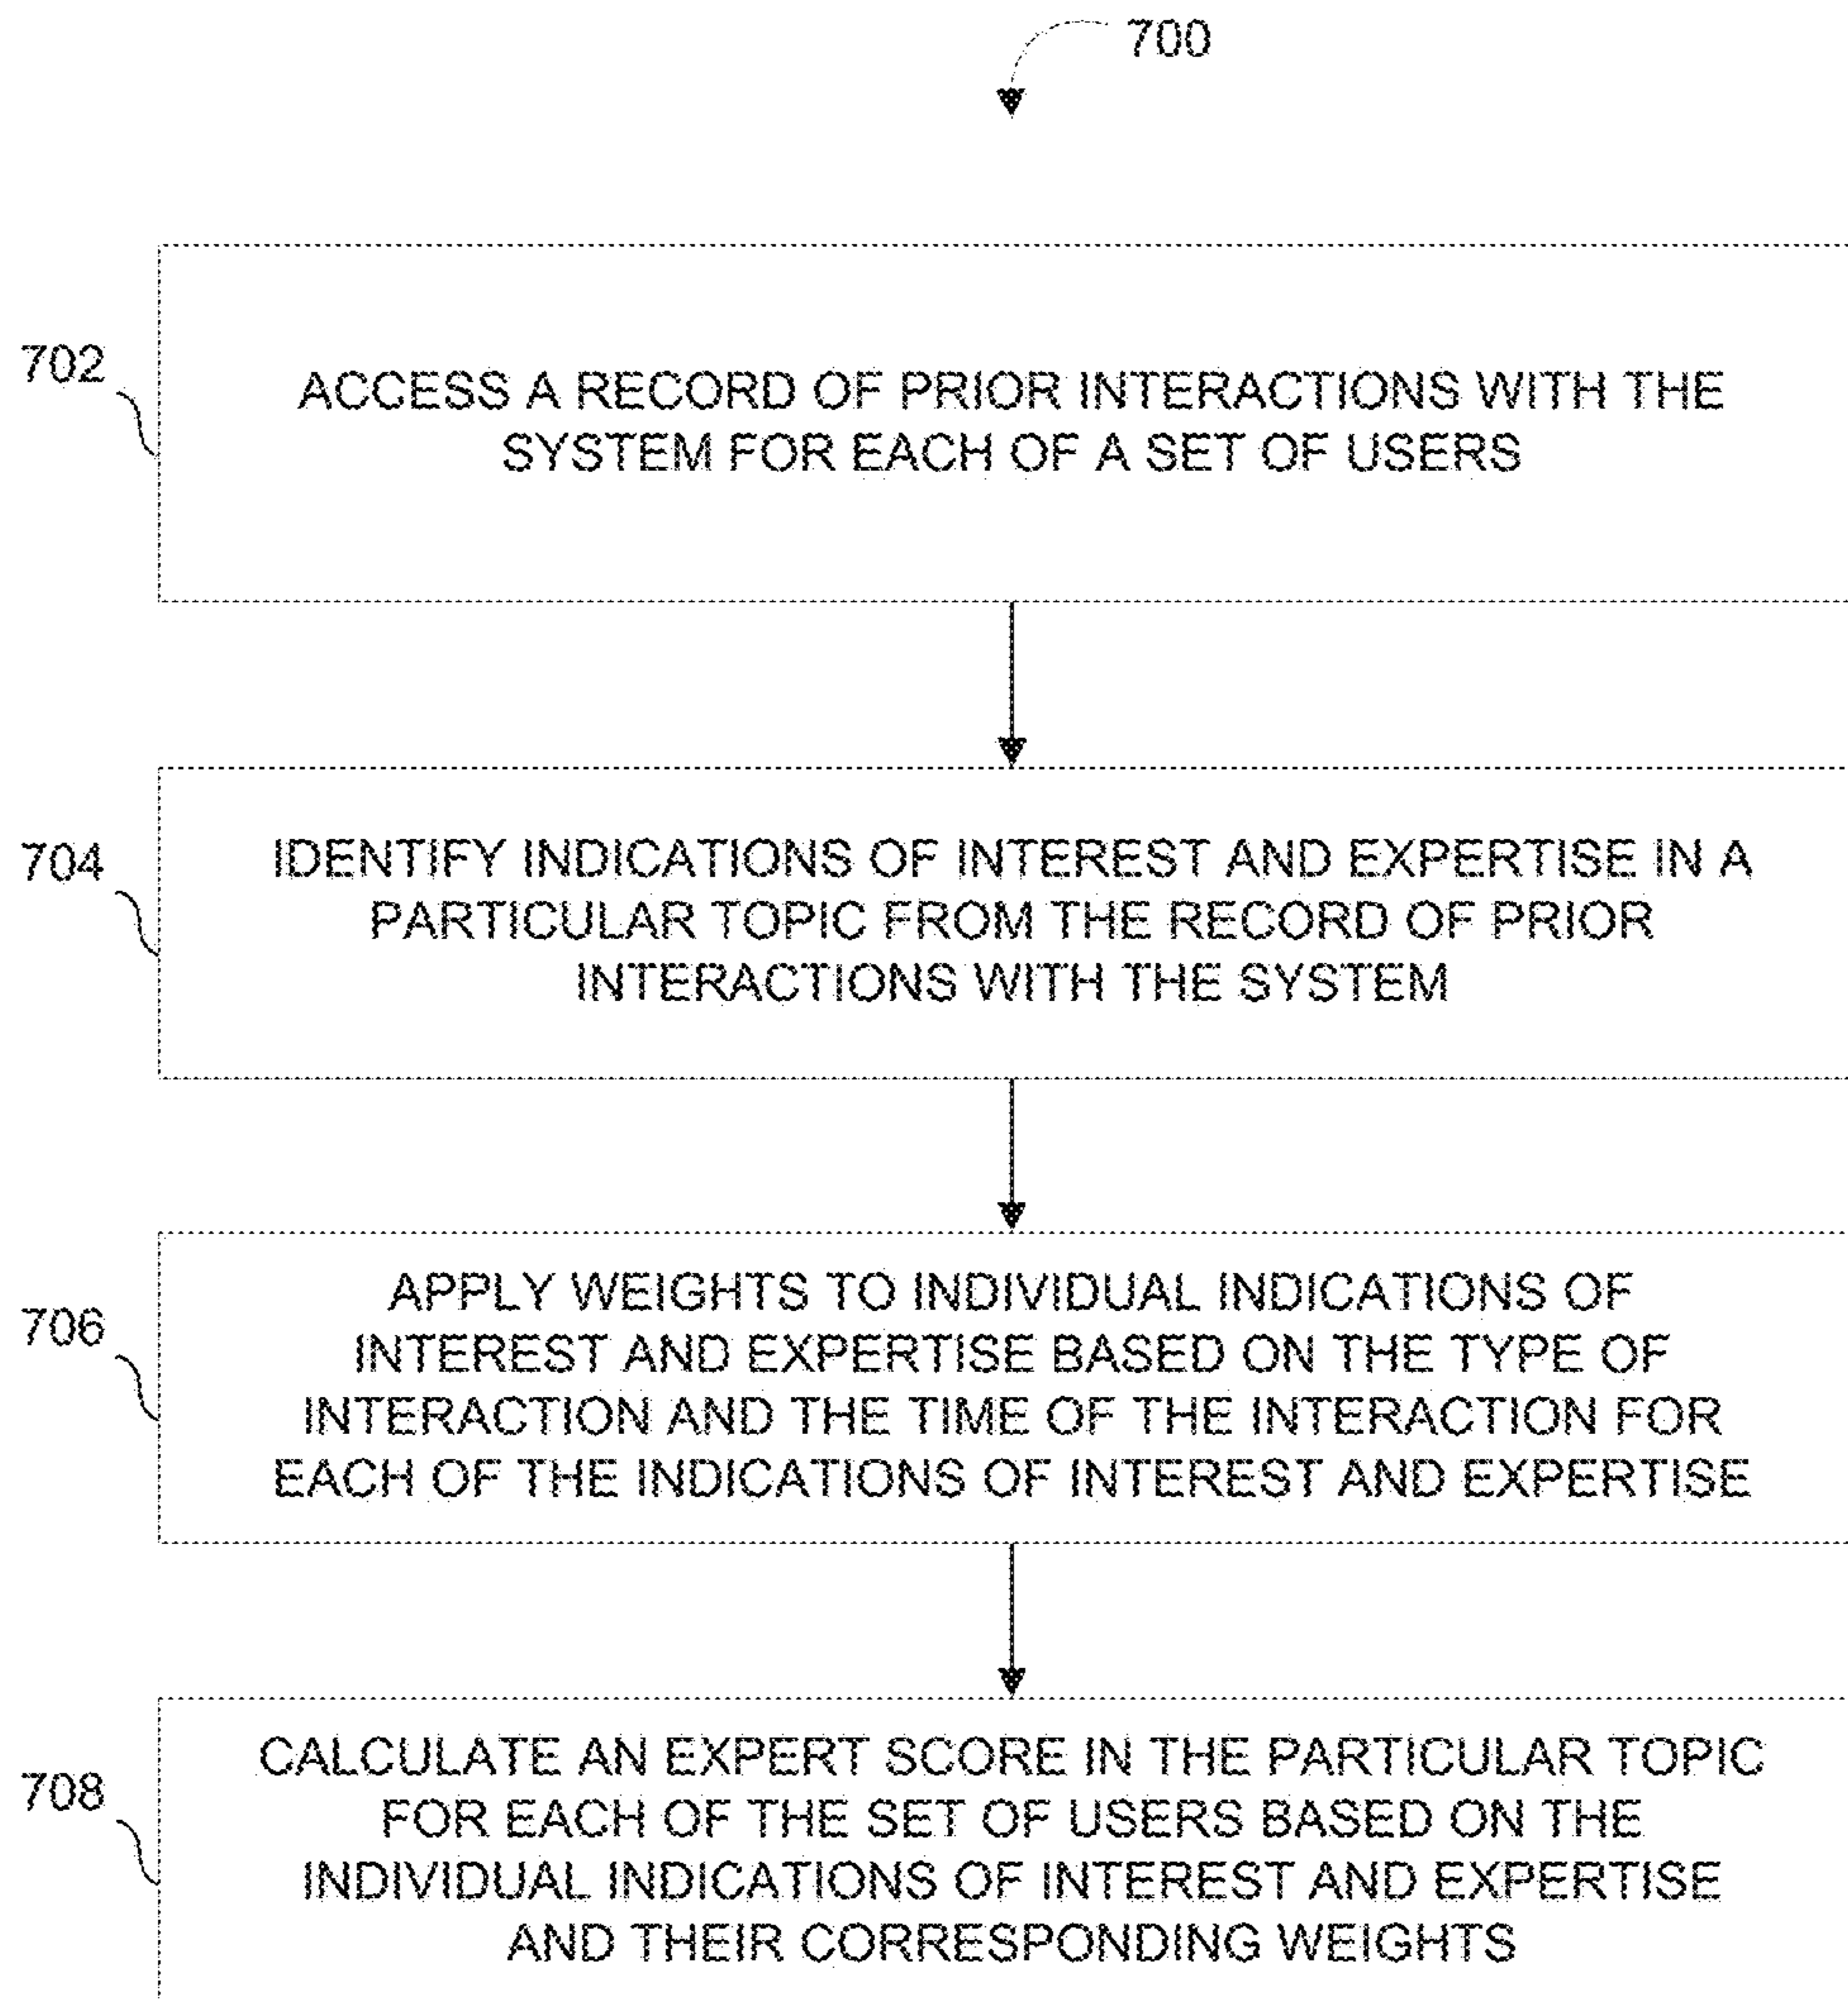 700
702
ACCESS A RECORD OF PRIOR INTERACTIONS WITH THE
SYSTEM FOR EACH OF A SET OF USERS
704
IDENTIFY INDICATIONS OF INTEREST AND EXPERTISE IN A
PARTICULAR TOPIC FROM THE RECORD OF PRIOR
INTERACTIONS WITH THE SYSTEM
706
APPLY WEIGHTS TO INDIVIDUAL INDICATIONS OF
INTEREST AND EXPERTISE BASED ON THE TYPE OF
INTERACTION AND THE TIME OF THE INTERACTION FOR
EACH OF THE INDICATIONS OF INTEREST AND EXPERTISE
708
CALCULATE AN EXPERT SCORE IN THE PARTICULAR TOPIC
FOR EACH OF THE SET OF USERS BASED ON THE
INDIVIDUAL INDICATIONS OF INTEREST AND EXPERTISE
AND THEIR CORRESPONDING WEIGHTS